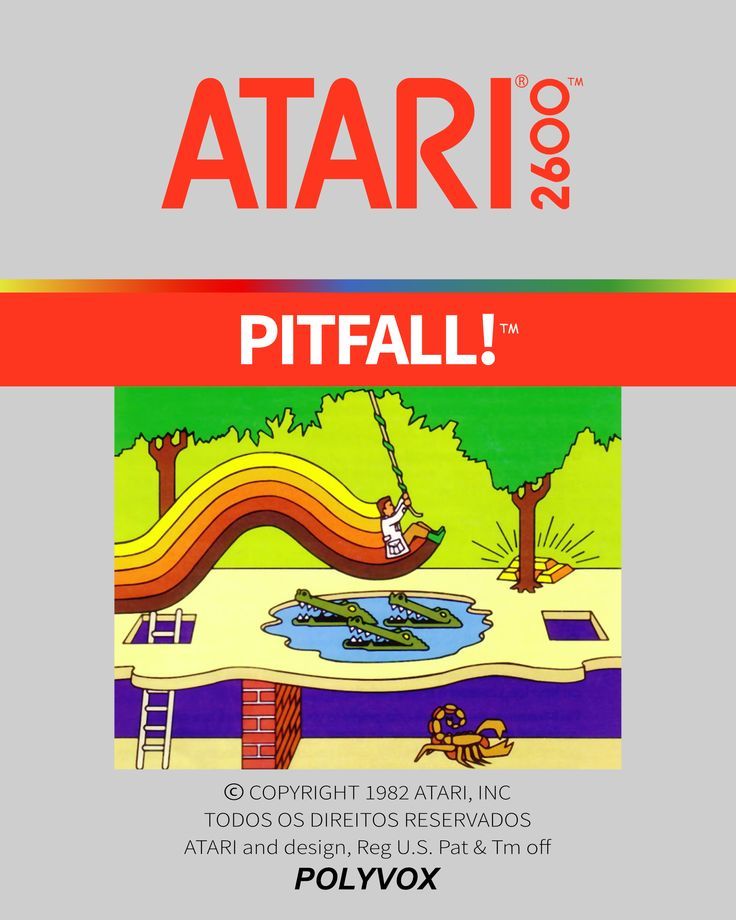 ATARI® 2600™
PITFALL!™
© COPYRIGHT 1982 ATARI, INC
TODOS OS DIREITOS RESERVADOS
ATARI and design, Reg U.S. Pat & Tm off
POLYVOX